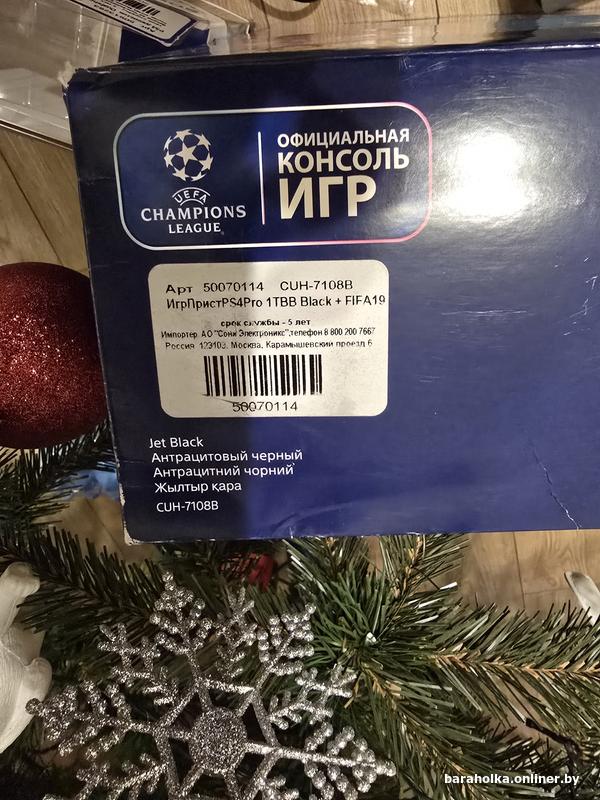 UEFA
CHAMPIONS
LEAGUE
ОФИЦИАЛЬНАЯ
КОНСОЛЬ
ИГР
Арт 50070114 CUH-7108B
ИгрПристPS4Pro 1TBB Black + FIFA19
срок службы - 5 лет
Импортер. АО "Сони Электроникс",телефон 8 800 200 7667
Россия 123103. Москва, Карамышевский проезд 6
50070114
Jet Black
Антрацитовый черный
Антрацитний чорний
Жылтыр қара
CUH-7108B
baraholka.onliner.by